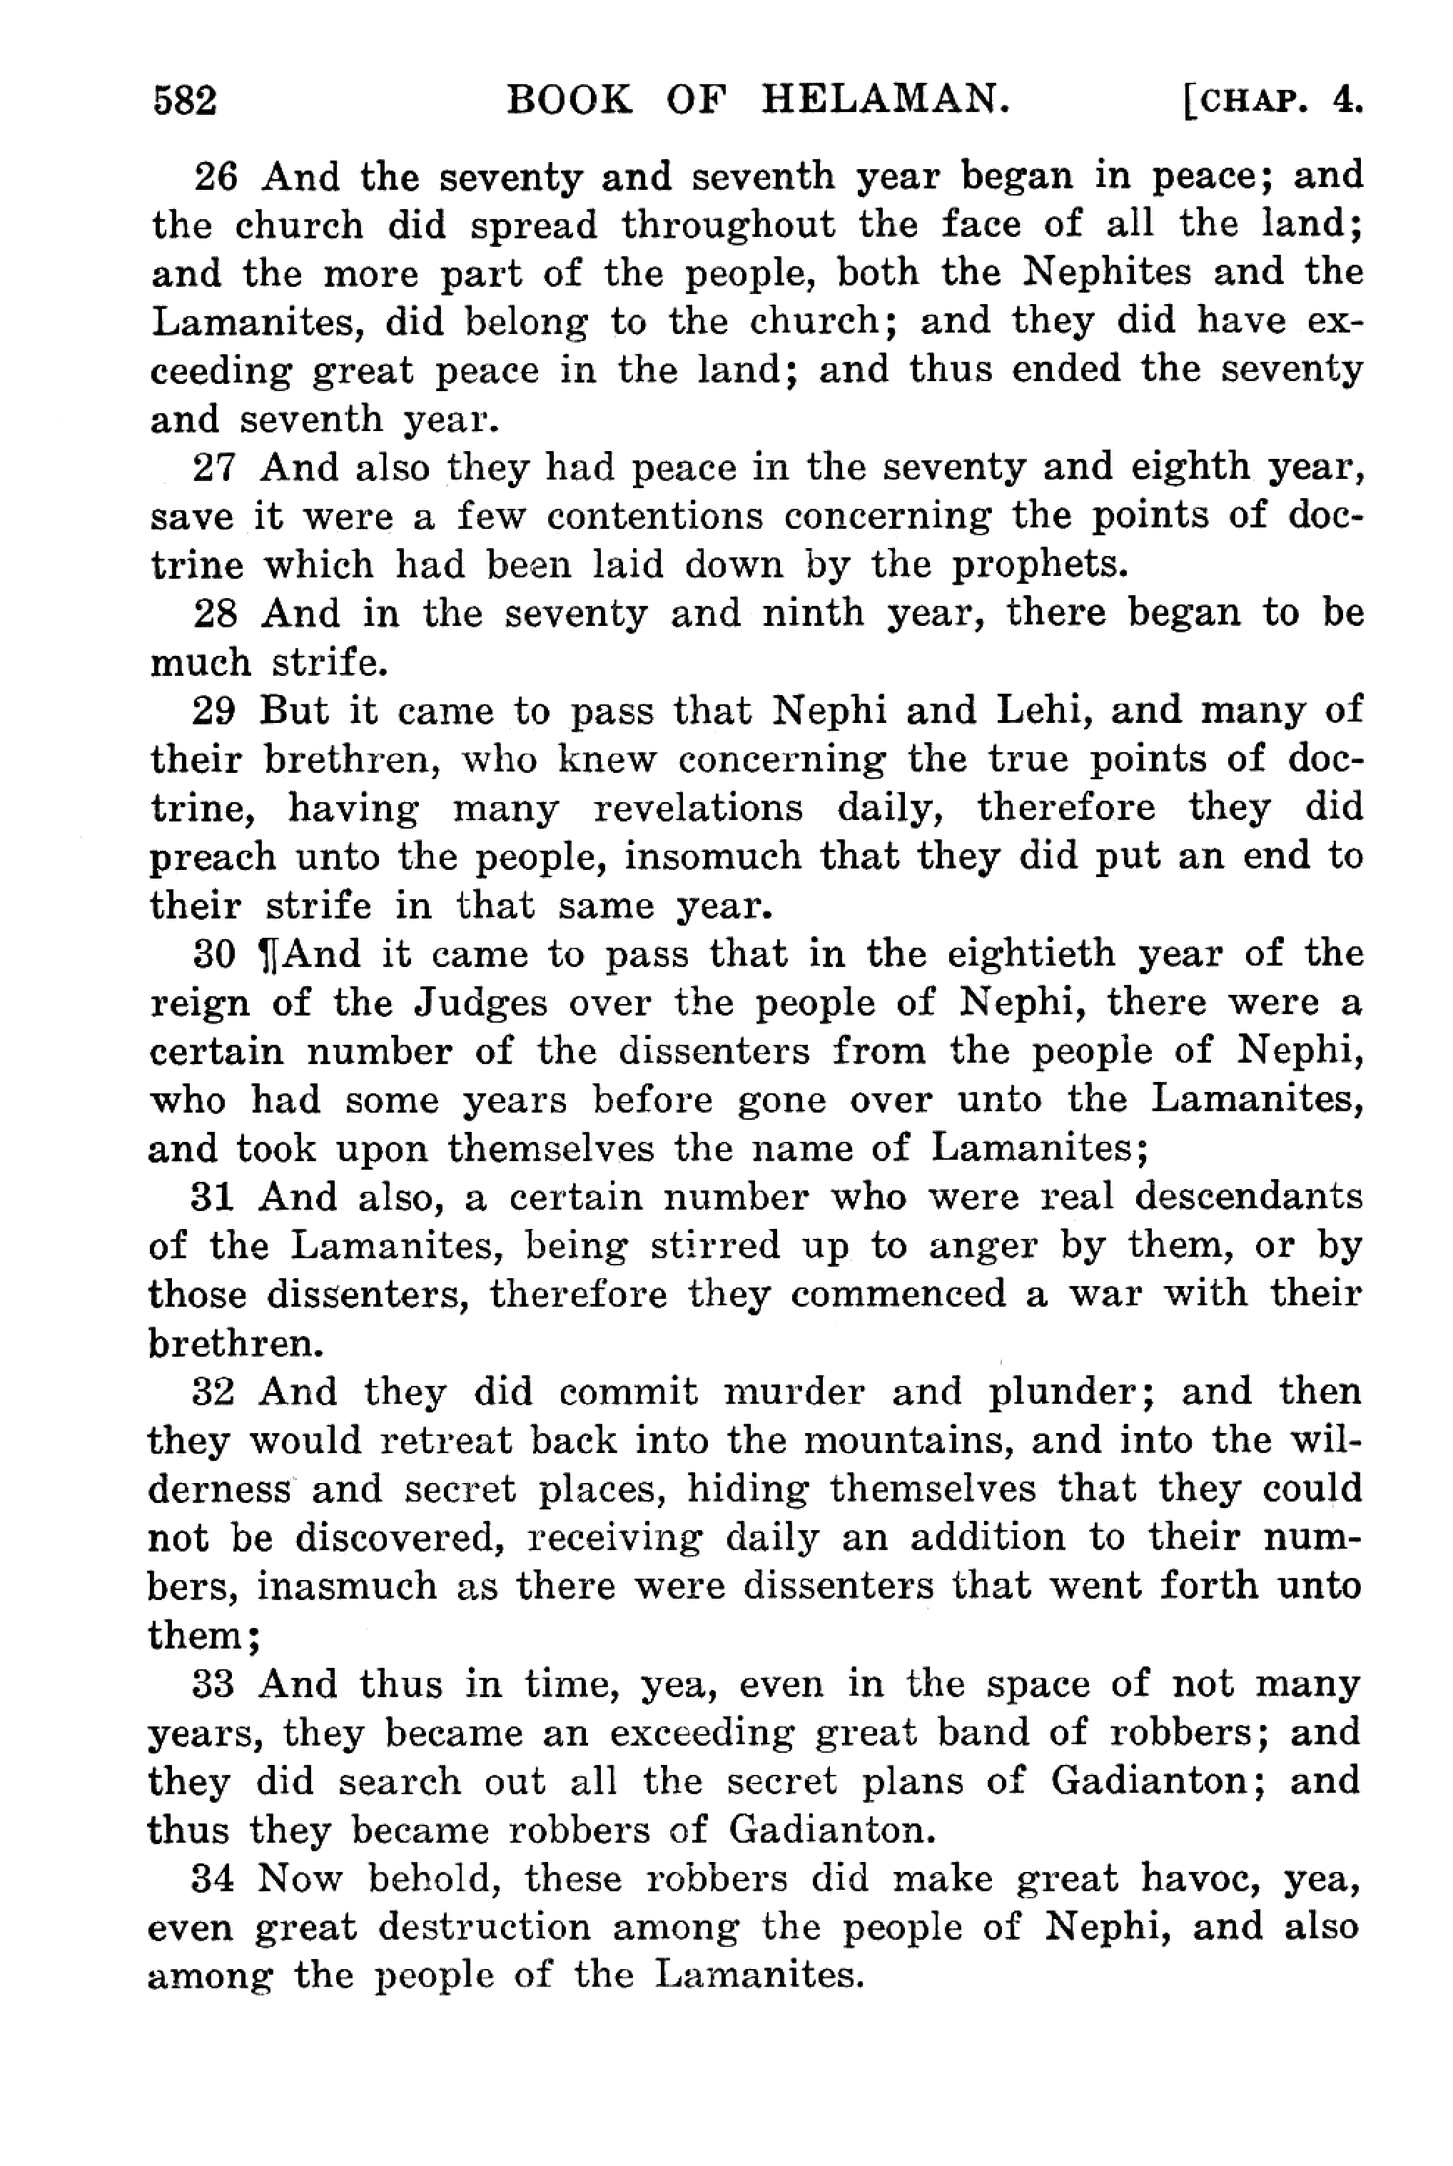 582 BOOK OF HELAMAN. [CHAP. 4.
26 And the seventy and seventh year began in peace; and
the church did spread throughout the face of all the land;
and the more part of the people, both the Nephites and the
Lamanites, did belong to the church; and they did have ex-
ceeding great peace in the land; and thus ended the seventy
and seventh year.
27 And also they had peace in the seventy and eighth year,
save it were a few contentions concerning the points of doc-
trine which had been laid down by the prophets.
28 And in the seventy and ninth year, there began to be
much strife.
29 But it came to pass that Nephi and Lehi, and many of
their brethren, who knew concerning the true points of doc-
trine, having many revelations daily, therefore they did
preach unto the people, insomuch that they did put an end to
their strife in that same year.
30 ¶And it came to pass that in the eightieth year of the
reign of the Judges over the people of Nephi, there were a
certain number of the dissenters from the people of Nephi,
who had some years before gone over unto the Lamanites,
and took upon themselves the name of Lamanites;
31 And also, a certain number who were real descendants
of the Lamanites, being stirred up to anger by them, or by
those dissenters, therefore they commenced a war with their
brethren.
32 And they did commit murder and plunder; and then
they would retreat back into the mountains, and into the wil-
derness and secret places, hiding themselves that they could
not be discovered, receiving daily an addition to their num-
bers, inasmuch as there were dissenters that went forth unto
them;
33 And thus in time, yea, even in the space of not many
years, they became an exceeding great band of robbers; and
they did search out all the secret plans of Gadianton; and
thus they became robbers of Gadianton.
34 Now behold, these robbers did make great havoc, yea,
even great destruction among the people of Nephi, and also
among the people of the Lamanites.